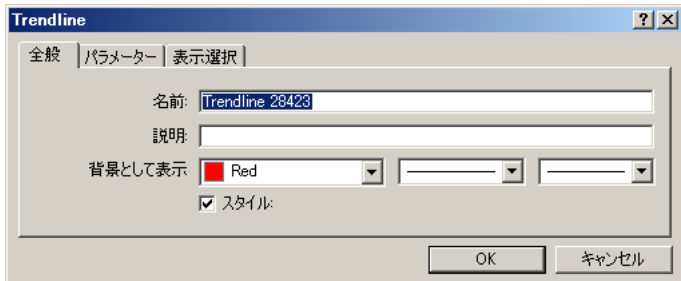 Trendline
全般 パラメーター 表示選択
名前: Trendline 28423
説明:
背景として表示 Red
スタイル:
OK キャンセル